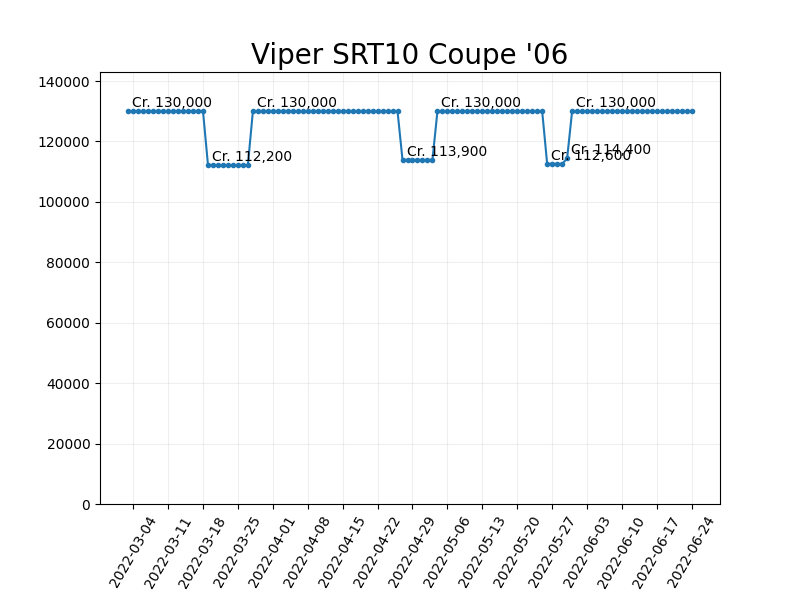 Viper SRT10 Coupe '06
140000
120000
100000
80000
60000
40000
20000
0
Cr. 130,000
Cr. 112,200
Cr. 130,000
Cr. 113,900
Cr. 130,000
Cr. 112,600
Cr. 114,400
Cr. 130,000
2022-03-04
2022-03-11
2022-03-18
2022-03-25
2022-04-01
2022-04-08
2022-04-15
2022-04-22
2022-04-29
2022-05-06
2022-05-13
2022-05-20
2022-05-27
2022-06-03
2022-06-10
2022-06-17
2022-06-24